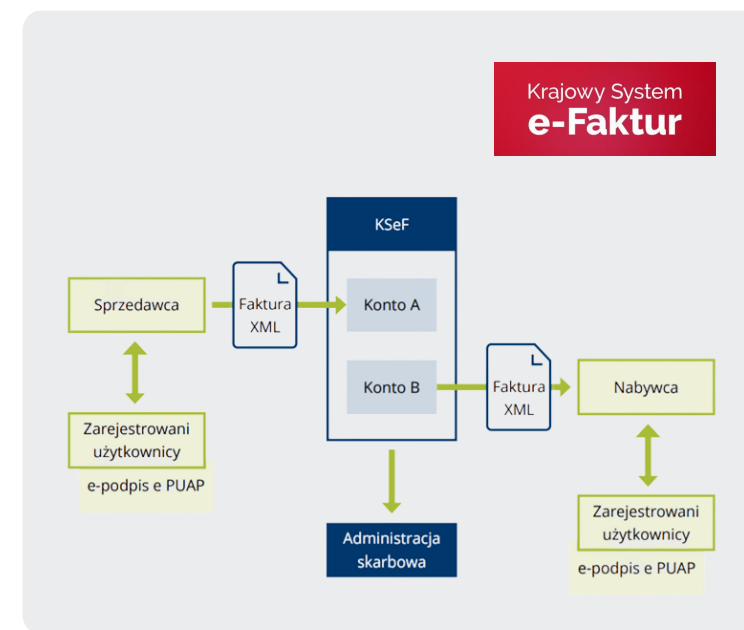 Krajowy System
e-Faktur
KSeF
Sprzedawca
Faktura
XML
Konto A
Konto B
Faktura
XML
Nabywca
Zarejestrowani
użytkownicy
e-podpis e PUAP
Administracja
skarbowa
Zarejestrowani
użytkownicy
e-podpis e PUAP